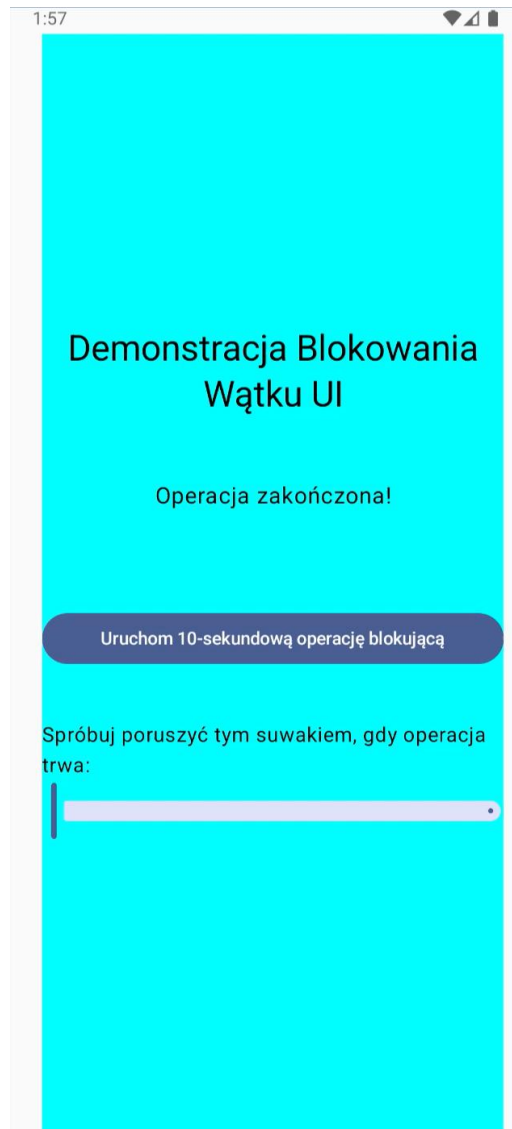 1:57
Demonstracja Blokowania
Wątku UI
Operacja zakończona!
Uruchom 10-sekundową operację blokującą
Spróbuj poruszyć tym suwakiem, gdy operacja
trwa: